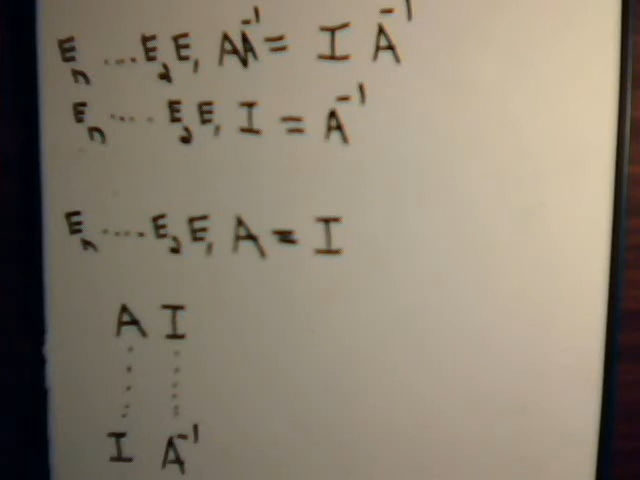 Eₙ ....E₂E₁ AA⁻¹ = I A⁻¹
Eₙ .... E₂E₁ I = A⁻¹
Eₙ ....E₂E₁ A = I
A I
I A⁻¹